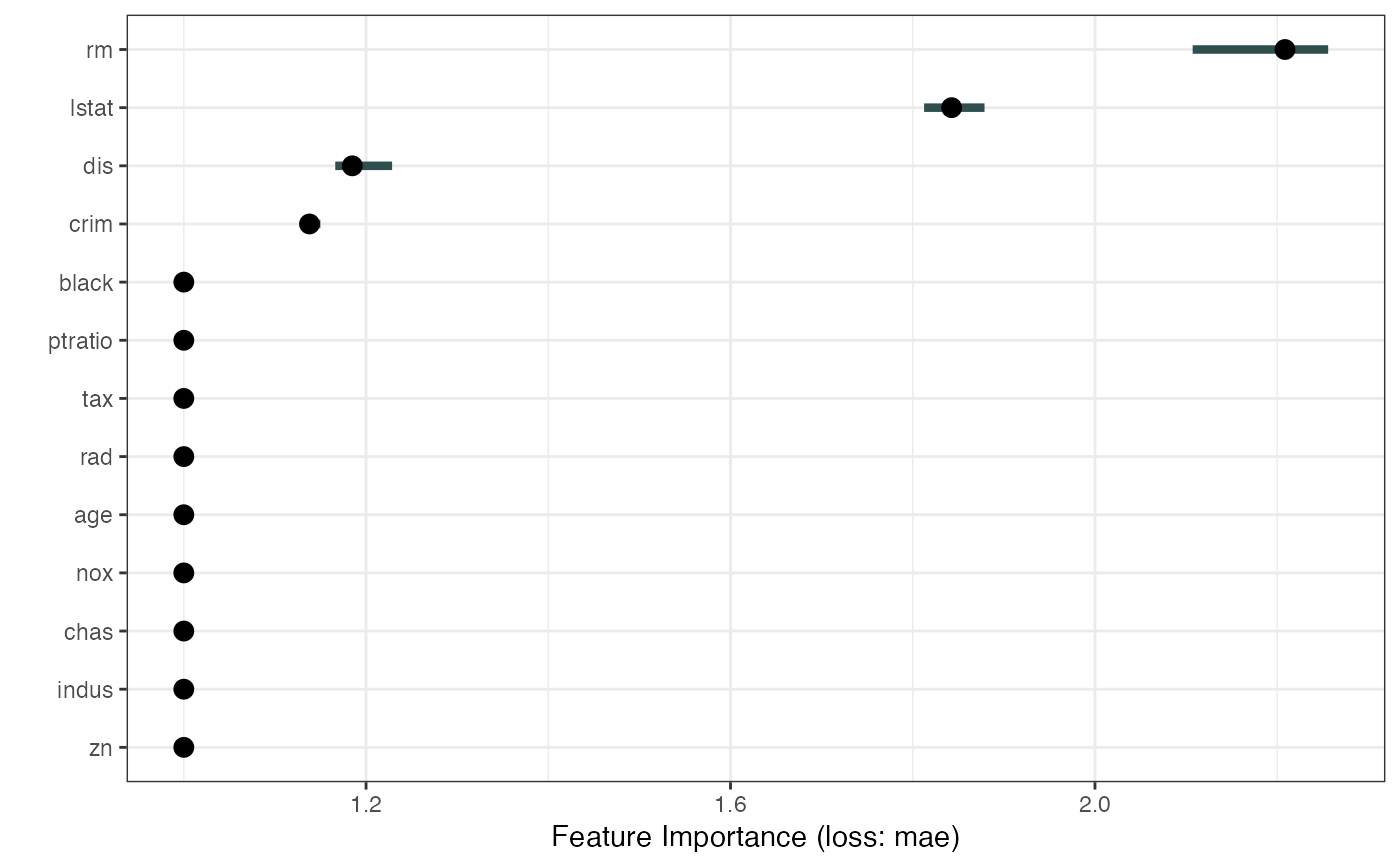 rm
lstat
dis
crim
black
ptratio
tax
rad
age
nox
chas
indus
zn
1.2 1.6 2.0
Feature Importance (loss: mae)